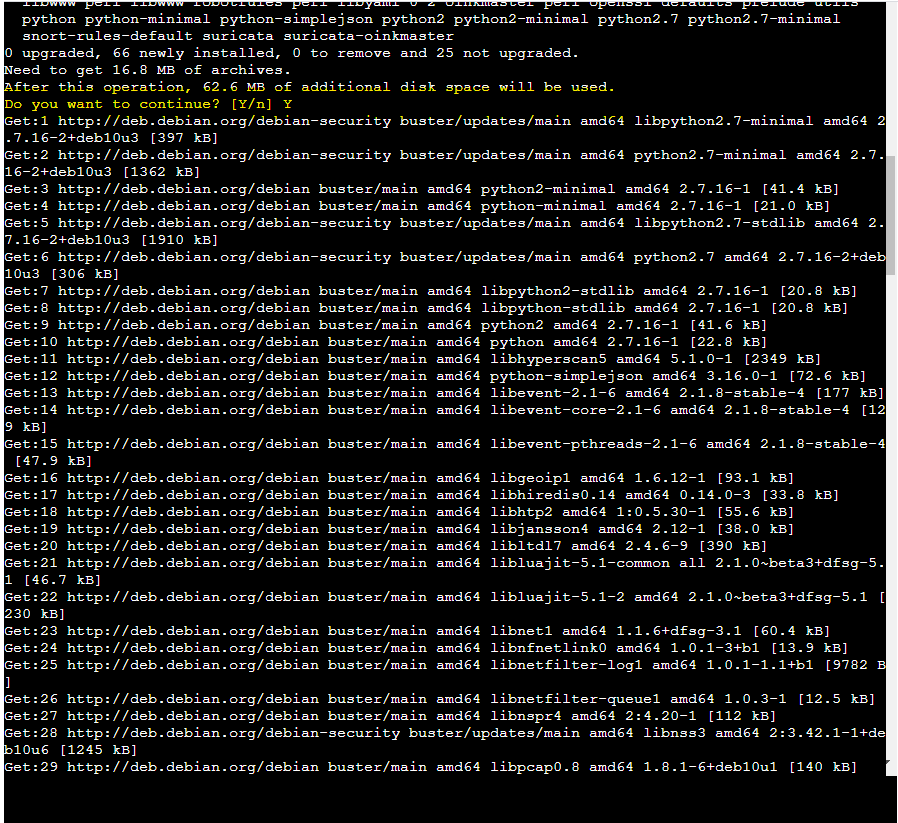 libwww-perl libwww-robotrules-perl libyaml-0-2 oinkmaster perl-openssl-defaults prelude-utils
python python-minimal python-simplejson python2 python2-minimal python2.7 python2.7-minimal
snort-rules-default suricata suricata-oinkmaster
0 upgraded, 66 newly installed, 0 to remove and 25 not upgraded.
Need to get 16.8 MB of archives.
After this operation, 62.6 MB of additional disk space will be used.
Do you want to continue? [Y/n] Y
Get:1 http://deb.debian.org/debian-security buster/updates/main amd64 libpython2.7-minimal amd64 2
.7.16-2+deb10u3 [397 kB]
Get:2 http://deb.debian.org/debian-security buster/updates/main amd64 python2.7-minimal amd64 2.7.
16-2+deb10u3 [1362 kB]
Get:3 http://deb.debian.org/debian buster/main amd64 python2-minimal amd64 2.7.16-1 [41.4 kB]
Get:4 http://deb.debian.org/debian buster/main amd64 python-minimal amd64 2.7.16-1 [21.0 kB]
Get:5 http://deb.debian.org/debian-security buster/updates/main amd64 libpython2.7-stdlib amd64 2.
7.16-2+deb10u3 [1910 kB]
Get:6 http://deb.debian.org/debian-security buster/updates/main amd64 python2.7 amd64 2.7.16-2+deb
10u3 [306 kB]
Get:7 http://deb.debian.org/debian buster/main amd64 libpython2-stdlib amd64 2.7.16-1 [20.8 kB]
Get:8 http://deb.debian.org/debian buster/main amd64 libpython-stdlib amd64 2.7.16-1 [20.8 kB]
Get:9 http://deb.debian.org/debian buster/main amd64 python2 amd64 2.7.16-1 [41.6 kB]
Get:10 http://deb.debian.org/debian buster/main amd64 python amd64 2.7.16-1 [22.8 kB]
Get:11 http://deb.debian.org/debian buster/main amd64 libhyperscan5 amd64 5.1.0-1 [2349 kB]
Get:12 http://deb.debian.org/debian buster/main amd64 python-simplejson amd64 3.16.0-1 [72.6 kB]
Get:13 http://deb.debian.org/debian buster/main amd64 libevent-2.1-6 amd64 2.1.8-stable-4 [177 kB]
Get:14 http://deb.debian.org/debian buster/main amd64 libevent-core-2.1-6 amd64 2.1.8-stable-4 [12
9 kB]
Get:15 http://deb.debian.org/debian buster/main amd64 libevent-pthreads-2.1-6 amd64 2.1.8-stable-4
[47.9 kB]
Get:16 http://deb.debian.org/debian buster/main amd64 libgeoip1 amd64 1.6.12-1 [93.1 kB]
Get:17 http://deb.debian.org/debian buster/main amd64 libhiredis0.14 amd64 0.14.0-3 [33.8 kB]
Get:18 http://deb.debian.org/debian buster/main amd64 libhtp2 amd64 1:0.5.30-1 [55.6 kB]
Get:19 http://deb.debian.org/debian buster/main amd64 libjansson4 amd64 2.12-1 [38.0 kB]
Get:20 http://deb.debian.org/debian buster/main amd64 libltdl7 amd64 2.4.6-9 [390 kB]
Get:21 http://deb.debian.org/debian buster/main amd64 libluajit-5.1-common all 2.1.0~beta3+dfsg-5.
1 [46.7 kB]
Get:22 http://deb.debian.org/debian buster/main amd64 libluajit-5.1-2 amd64 2.1.0~beta3+dfsg-5.1 [
230 kB]
Get:23 http://deb.debian.org/debian buster/main amd64 libnet1 amd64 1.1.6+dfsg-3.1 [60.4 kB]
Get:24 http://deb.debian.org/debian buster/main amd64 libnfnetlink0 amd64 1.0.1-3+b1 [13.9 kB]
Get:25 http://deb.debian.org/debian buster/main amd64 libnetfilter-log1 amd64 1.0.1-1.1+b1 [9782 B
]
Get:26 http://deb.debian.org/debian buster/main amd64 libnetfilter-queue1 amd64 1.0.3-1 [12.5 kB]
Get:27 http://deb.debian.org/debian buster/main amd64 libnspr4 amd64 2:4.20-1 [112 kB]
Get:28 http://deb.debian.org/debian-security buster/updates/main amd64 libnss3 amd64 2:3.42.1-1+de
b10u6 [1245 kB]
Get:29 http://deb.debian.org/debian buster/main amd64 libpcap0.8 amd64 1.8.1-6+deb10u1 [140 kB]